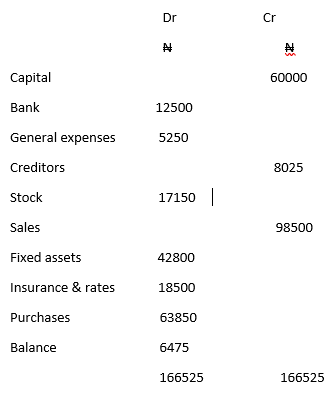 Dr Cr
₦ ₦
Capital 60000
Bank 12500
General expenses 5250
Creditors 8025
Stock 17150
Sales 98500
Fixed assets 42800
Insurance & rates 18500
Purchases 63850
Balance 6475
166525 166525